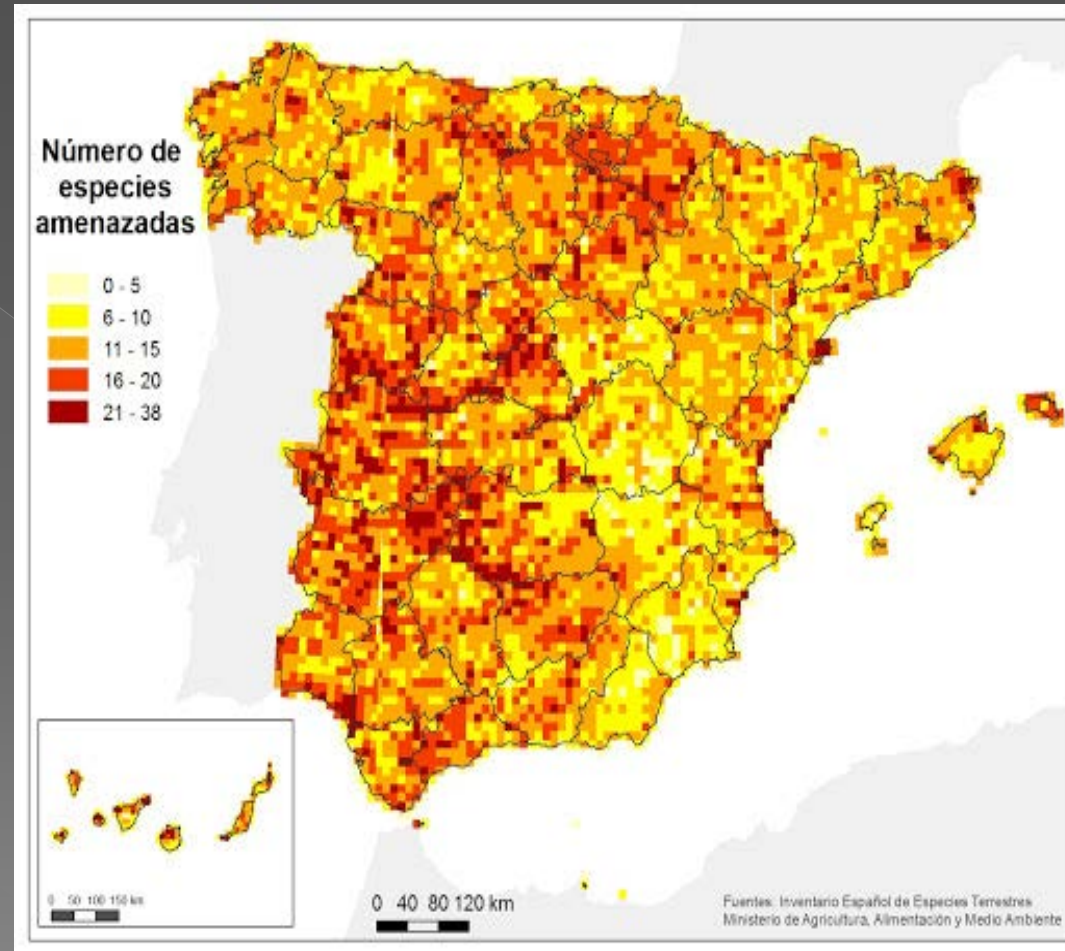 Número de
especies
amenazadas
0 - 5
6 - 10
11 - 15
16 - 20
21 - 38
0 50 100 150 km
0 40 80 120 km
Fuentes: Inventario Español de Especies Terrestres
Ministerio de Agricultura, Alimentación y Medio Ambiente